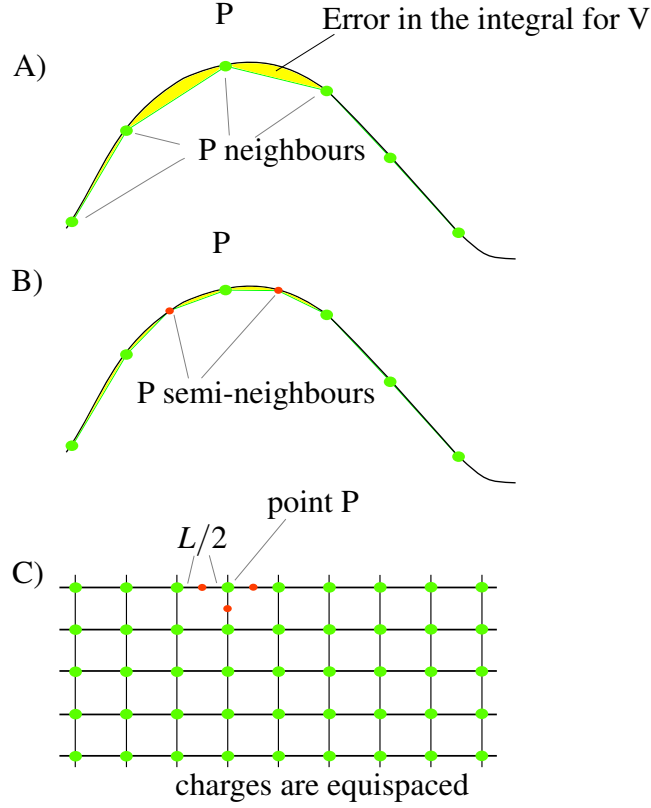 P
Error in the integral for V
A)
P neighbours
P
B)
P semi-neighbours
point P
L/2
C)
charges are equispaced